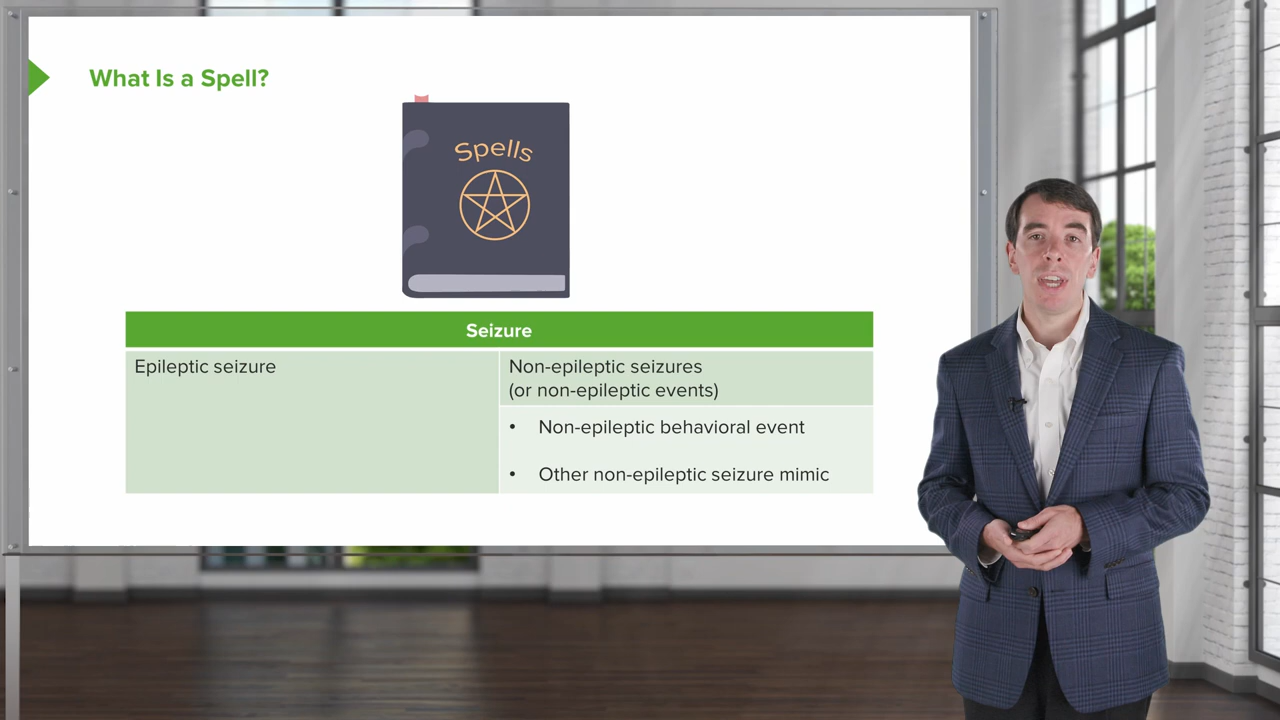 What Is a Spell?
Spells
Seizure
Epileptic seizure
Non-epileptic seizures
(or non-epileptic events)
• Non-epileptic behavioral event
• Other non-epileptic seizure mimic